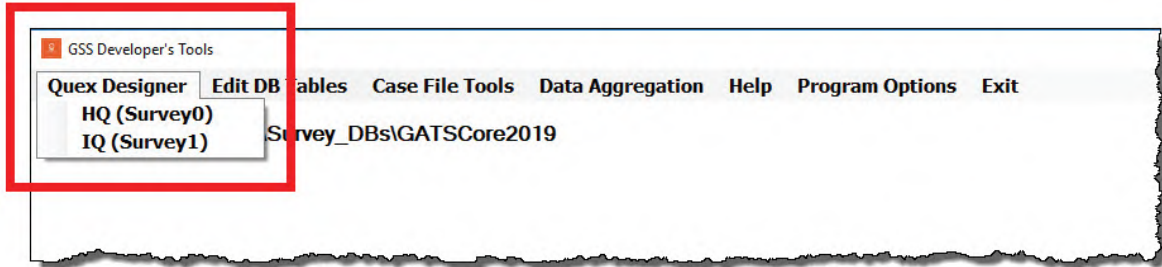 GSS Developer's Tools
Quex Designer Edit DB Tables Case File Tools Data Aggregation Help Program Options Exit
HQ (Survey0)
\Survey_DBs\GATSCore2019
IQ (Survey1)